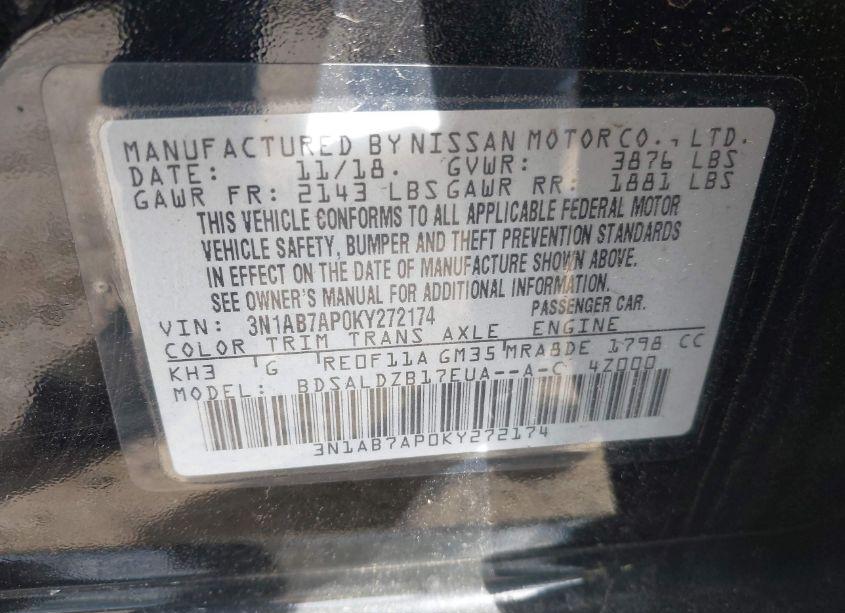 MANUFACTURED BY NISSAN MOTOR CO., LTD.
DATE: 11/18. GVWR: 3876 LBS
GAWR FR: 2143 LBS GAWR RR: 1881 LBS
THIS VEHICLE CONFORMS TO ALL APPLICABLE FEDERAL MOTOR
VEHICLE SAFETY, BUMPER AND THEFT PREVENTION STANDARDS
IN EFFECT ON THE DATE OF MANUFACTURE SHOWN ABOVE.
SEE OWNER'S MANUAL FOR ADDITIONAL INFORMATION.
VIN: 3N1AB7AP0KY272174 PASSENGER CAR.
COLOR TRIM TRANS AXLE ENGINE
KH3 G RE0F11A GM35 MRA8DE 1798 CC
MODEL: BDSALDZB17EUA--A-C 4Z000
3N1AB7AP0KY272174